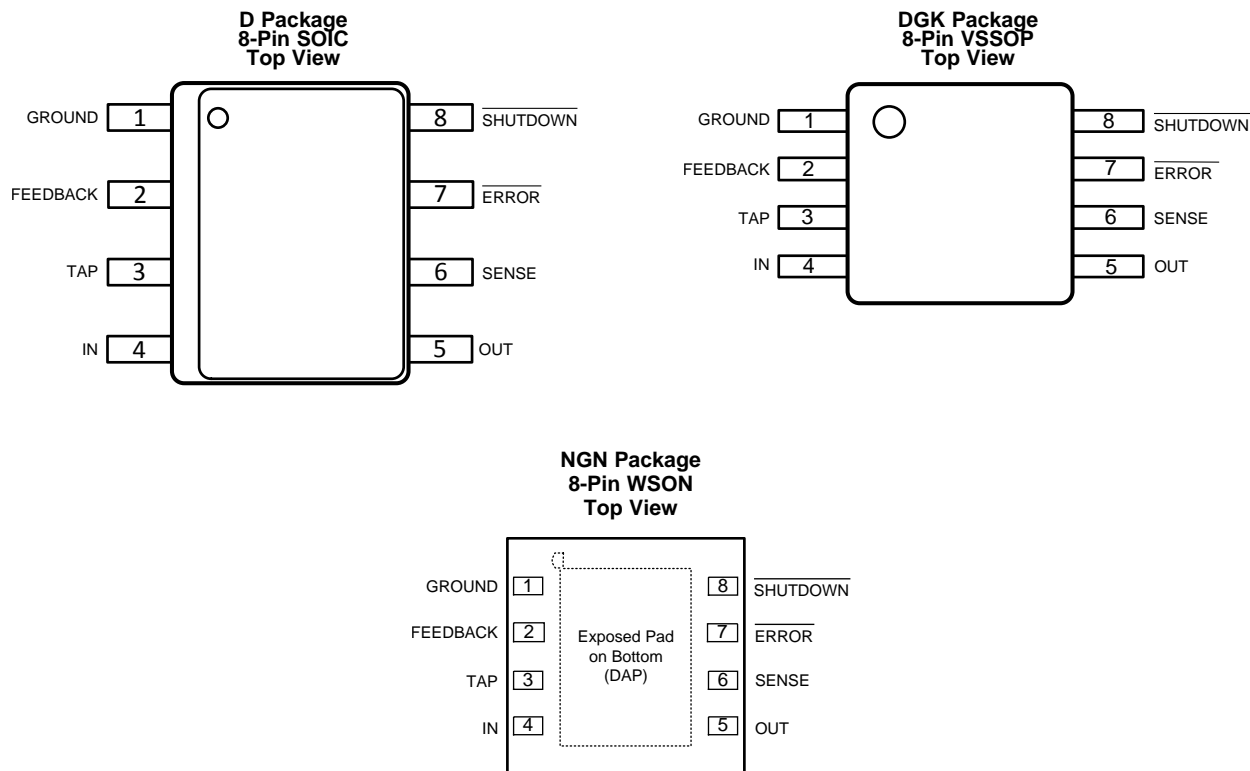 D Package
8-Pin SOIC
Top View
GROUND 1 8 SHUTDOWN
FEEDBACK 2 7 ERROR
TAP 3 6 SENSE
IN 4 5 OUT
DGK Package
8-Pin VSSOP
Top View
GROUND 1 8 SHUTDOWN
FEEDBACK 2 7 ERROR
TAP 3 6 SENSE
IN 4 5 OUT
NGN Package
8-Pin WSON
Top View
GROUND 1 8 SHUTDOWN
FEEDBACK 2 7 ERROR
Exposed Pad
on Bottom
(DAP)
TAP 3 6 SENSE
IN 4 5 OUT